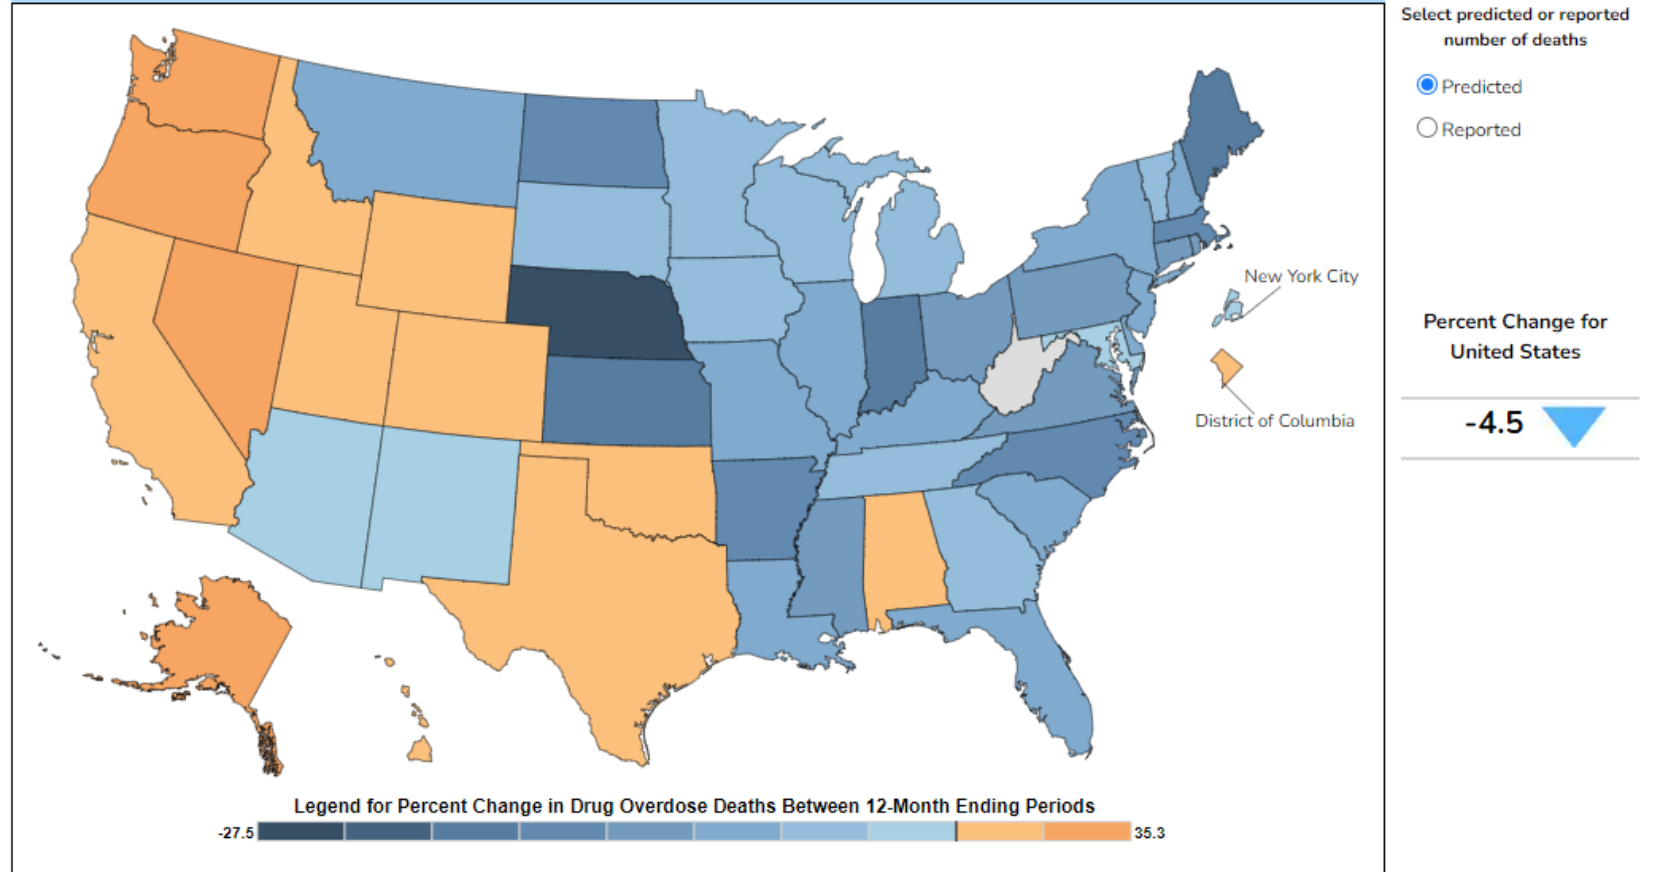 Select predicted or reported
number of deaths
Predicted
Reported
New York City
District of Columbia
Percent Change for
United States
-4.5
Legend for Percent Change in Drug Overdose Deaths Between 12-Month Ending Periods
-27.5
35.3